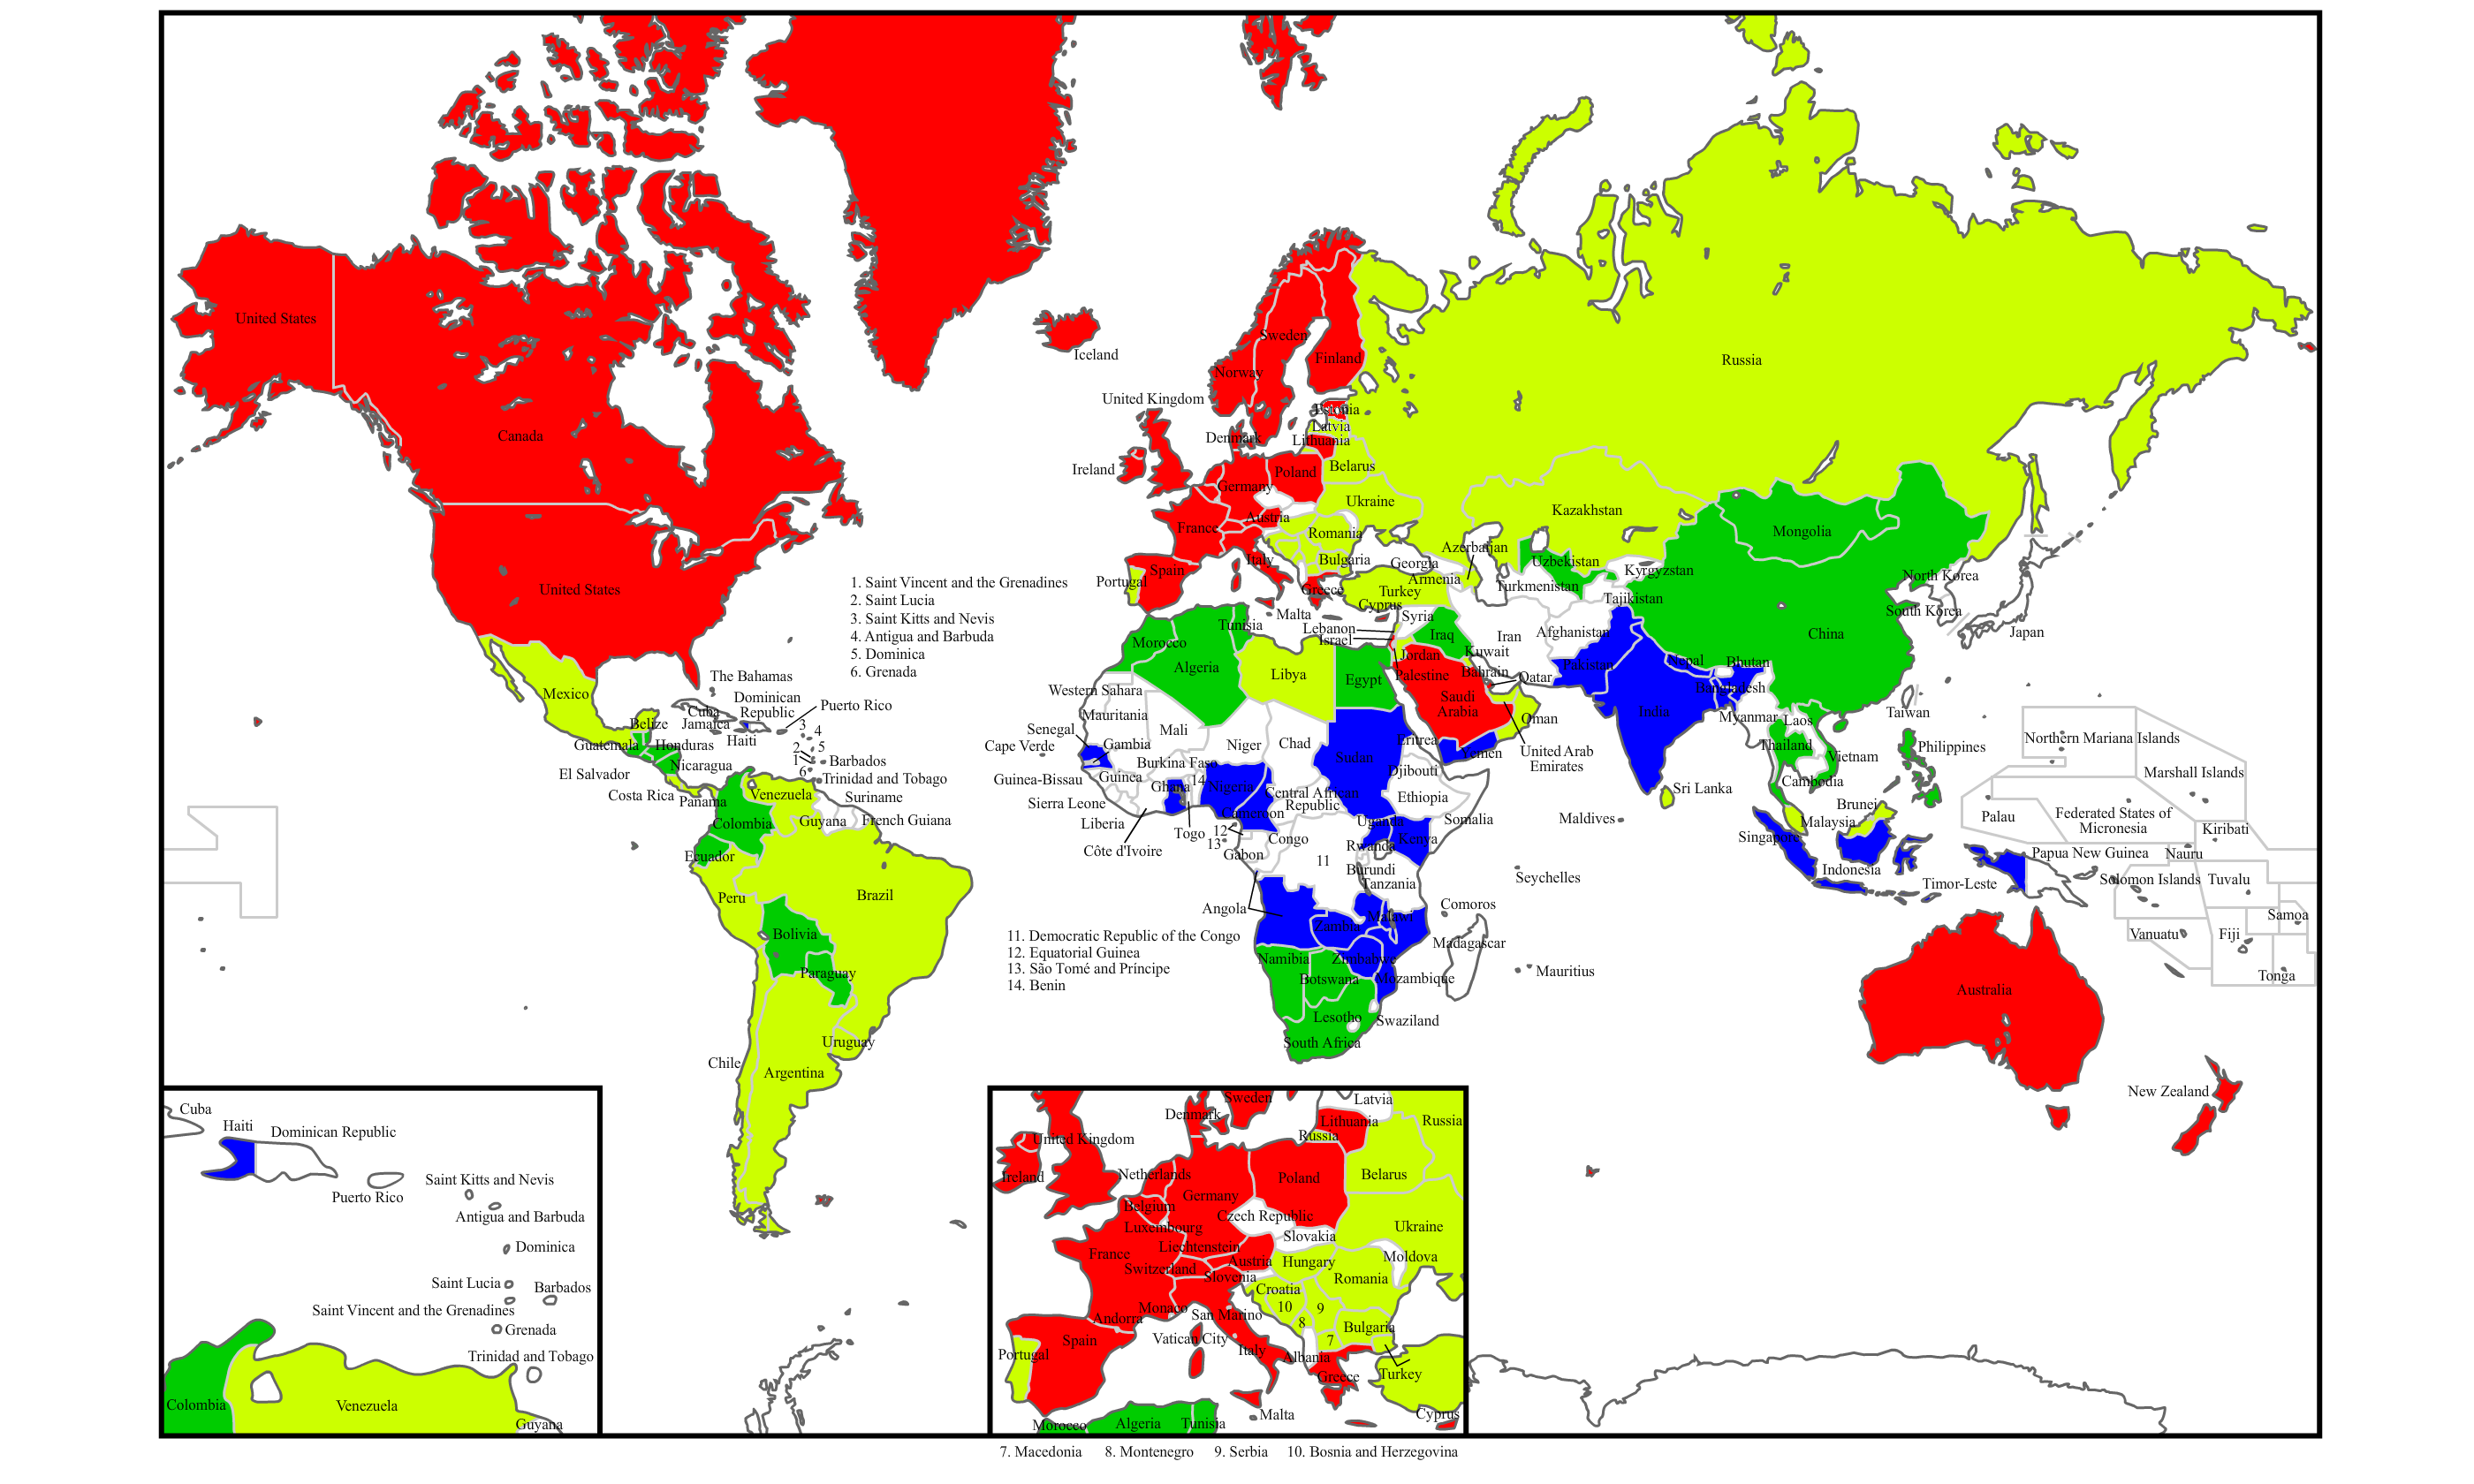 United States
Canada
United States
Mexico
Iceland
United Kingdom
Ireland
Norway
Sweden
Finland
Denmark
Estonia
Latvia
Lithuania
Belarus
Poland
Germany
Ukraine
France
Austria
Romania
Italy
Bulgaria
Portugal
Spain
Greece
Malta
Turkey
Cyprus
Georgia
Armenia
Azerbaijan
Russia
Kazakhstan
Uzbekistan
Turkmenistan
Kyrgyzstan
Tajikistan
Mongolia
China
North Korea
South Korea
Japan
Taiwan
1. Saint Vincent and the Grenadines
2. Saint Lucia
3. Saint Kitts and Nevis
4. Antigua and Barbuda
5. Dominica
6. Grenada
The Bahamas
Cuba
Jamaica
Haiti
Dominican
Republic
Puerto Rico
3
4
5
2
1
6
Barbados
Trinidad and Tobago
Belize
Guatemala
Honduras
El Salvador
Nicaragua
Costa Rica
Panama
Venezuela
Colombia
Guyana
Suriname
French Guiana
Ecuador
Peru
Brazil
Bolivia
Paraguay
Chile
Uruguay
Argentina
Morocco
Algeria
Tunisia
Libya
Egypt
Western Sahara
Mauritania
Mali
Niger
Chad
Sudan
Eritrea
Djibouti
Ethiopia
Somalia
Senegal
Cape Verde
Gambia
Guinea-Bissau
Guinea
Sierra Leone
Liberia
Côte d'Ivoire
Burkina Faso
Ghana
Togo
14
Nigeria
Cameroon
Central African
Republic
12
13
Gabon
Congo
11
Uganda
Kenya
Rwanda
Burundi
Tanzania
Angola
Zambia
Malawi
Mozambique
Zimbabwe
Namibia
Botswana
Lesotho
Swaziland
South Africa
Comoros
Madagascar
Mauritius
Seychelles
11. Democratic Republic of the Congo
12. Equatorial Guinea
13. São Tomé and Príncipe
14. Benin
Lebanon
Israel
Syria
Jordan
Palestine
Iraq
Iran
Kuwait
Bahrain
Qatar
Saudi
Arabia
Oman
United Arab
Emirates
Yemen
Afghanistan
Pakistan
India
Nepal
Bhutan
Bangladesh
Sri Lanka
Maldives
Myanmar
Laos
Thailand
Vietnam
Cambodia
Philippines
Brunei
Malaysia
Singapore
Indonesia
Timor-Leste
Papua New Guinea
Palau
Northern Mariana Islands
Marshall Islands
Federated States of
Micronesia
Kiribati
Nauru
Solomon Islands
Tuvalu
Samoa
Vanuatu
Fiji
Tonga
Australia
New Zealand
Cuba
Haiti
Dominican Republic
Puerto Rico
Saint Kitts and Nevis
Antigua and Barbuda
Dominica
Saint Lucia
Barbados
Saint Vincent and the Grenadines
Grenada
Trinidad and Tobago
Colombia
Venezuela
Guyana
Sweden
Denmark
Latvia
Lithuania
Russia
Russia
United Kingdom
Ireland
Netherlands
Belgium
Germany
Poland
Belarus
Luxembourg
Czech Republic
Ukraine
Slovakia
France
Liechtenstein
Switzerland
Austria
Hungary
Moldova
Slovenia
Romania
Croatia
10
9
8
7
Monaco
San Marino
Andorra
Vatican City
Italy
Bulgaria
Spain
Portugal
Albania
Greece
Turkey
Malta
Cyprus
Morocco
Algeria
Tunisia
7. Macedonia
8. Montenegro
9. Serbia
10. Bosnia and Herzegovina